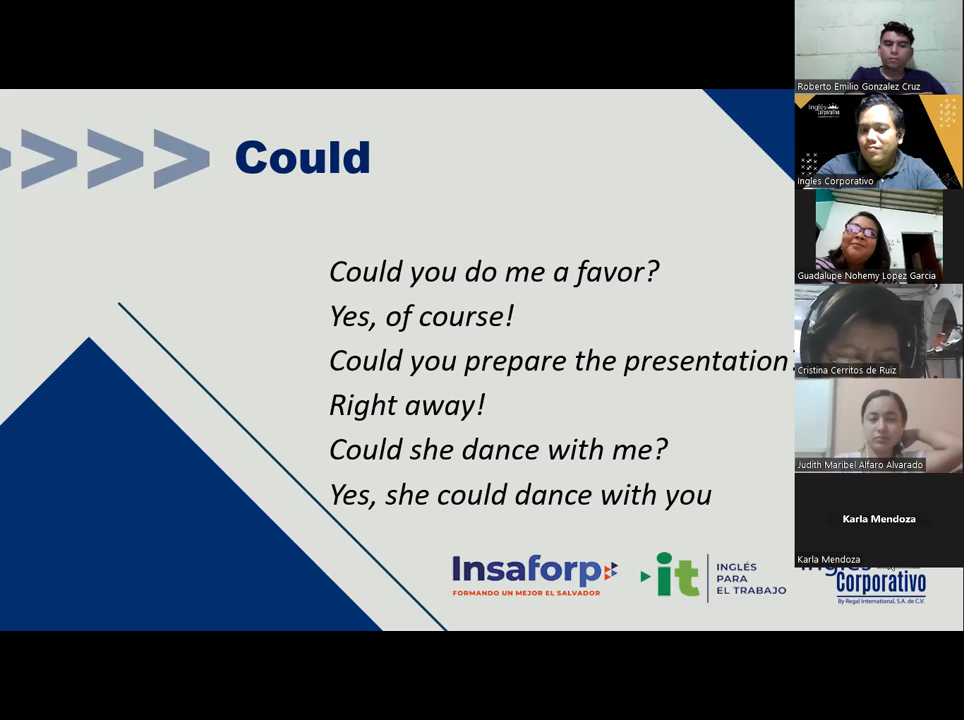 Could
Could you do me a favor?
Yes, of course!
Could you prepare the presentation
Right away!
Could she dance with me?
Yes, she could dance with you
Insaforp
FORMANDO UN MEJOR EL SALVADOR
it
INGLÉS
PARA
EL TRABAJO
Inglés
Corporativo
By Regal International, S.A. de C.V.
Roberto Emilio Gonzalez Cruz
Inglés
Corporativo
Inglés Corporativo
Guadalupe Nohemy Lopez Garcia
Cristina Cerritos de Ruiz
Judith Maribel Alfaro Alvarado
Karla Mendoza
Karla Mendoza